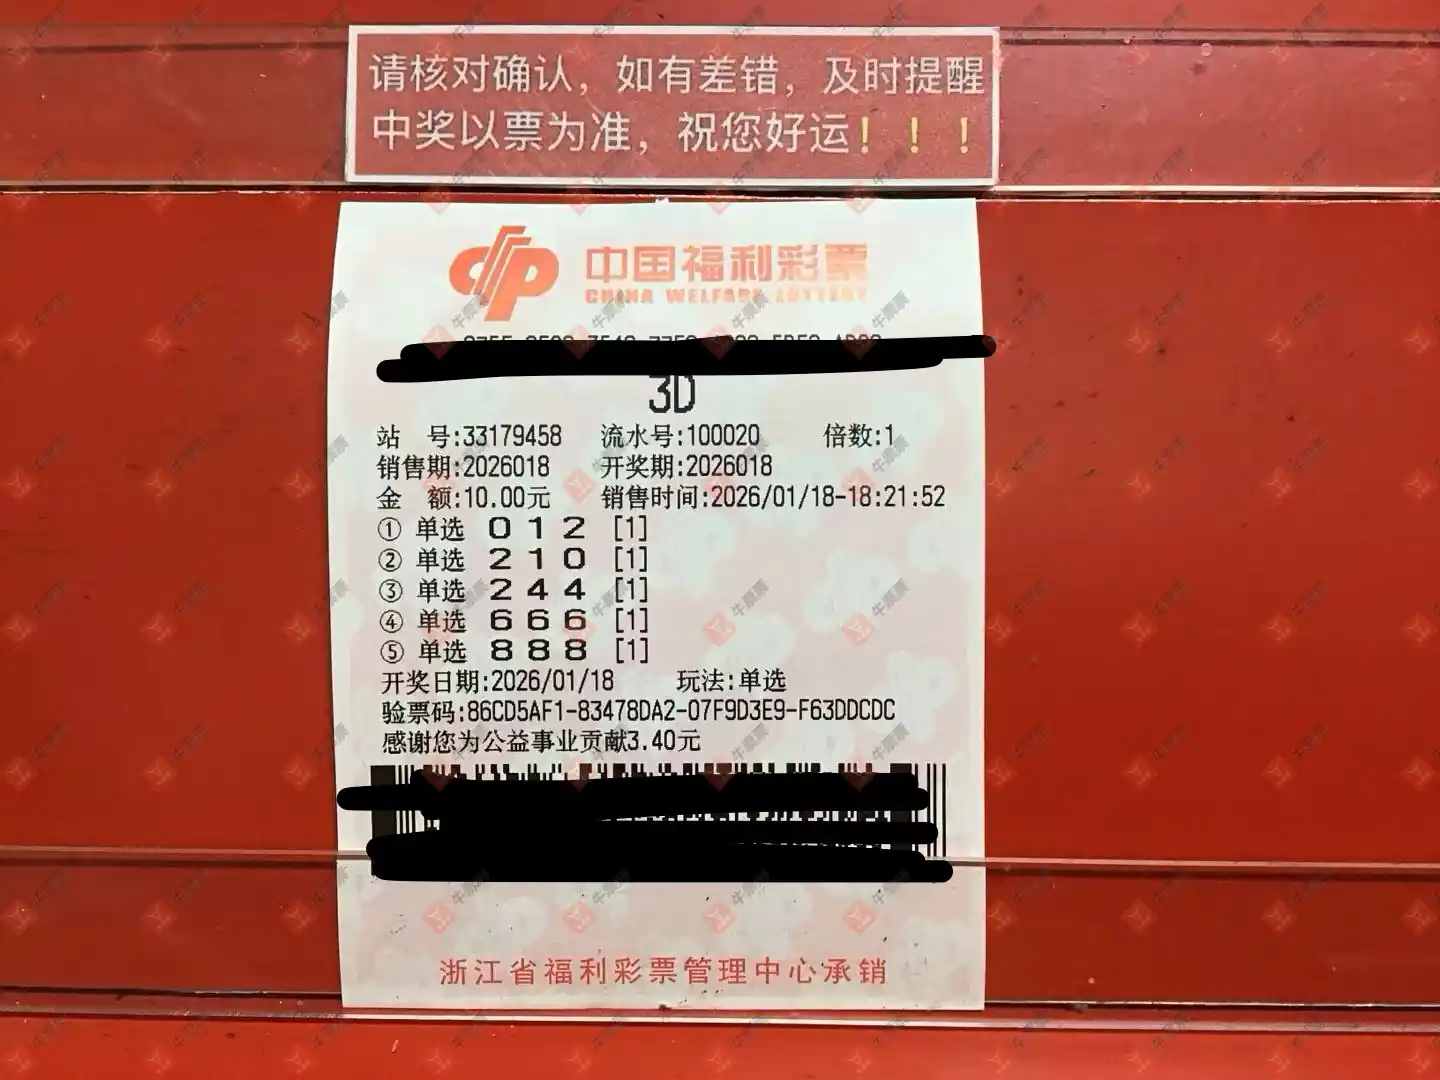 请核对确认，如有差错，及时提醒
中奖以票为准，祝您好运！！！
中国福利彩票
CHINA WELFARE LOTTERY
3D
站 号:33179458 流水号:100020 倍数:1
销售期:2026018 开奖期:2026018
金 额:10.00元 销售时间:2026/01/18-18:21:52
① 单选 0 1 2 [1]
② 单选 2 1 0 [1]
③ 单选 2 4 4 [1]
④ 单选 6 6 6 [1]
⑤ 单选 8 8 8 [1]
开奖日期:2026/01/18 玩法:单选
验票码:86CD5AF1-83478DA2-07F9D3E9-F63DDCDC
感谢您为公益事业贡献3.40元
浙江省福利彩票管理中心承销
牛票票